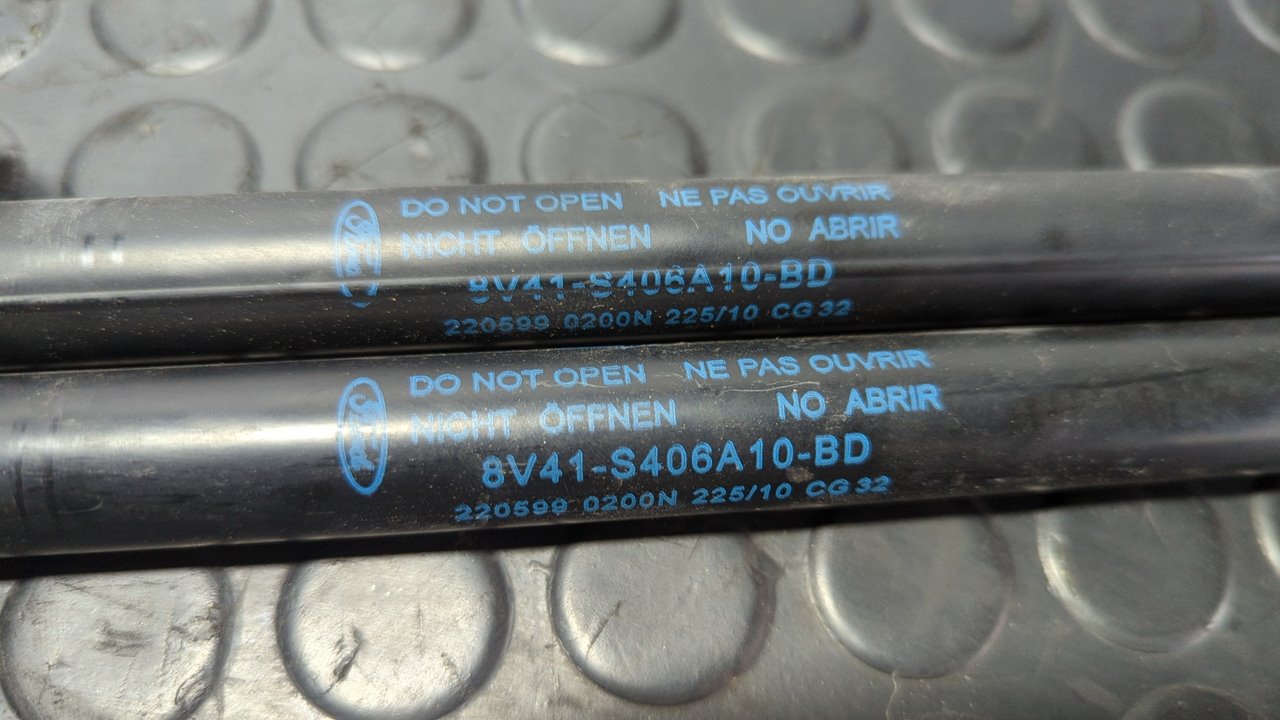 Ford
DO NOT OPEN NE PAS OUVRIR
NICHT ÖFFNEN NO ABRIR
8V41-S406A10-BD
220599 0200N 225/10 CG 32
Ford
DO NOT OPEN NE PAS OUVRIR
NICHT ÖFFNEN NO ABRIR
8V41-S406A10-BD
220599 0200N 225/10 CG 32